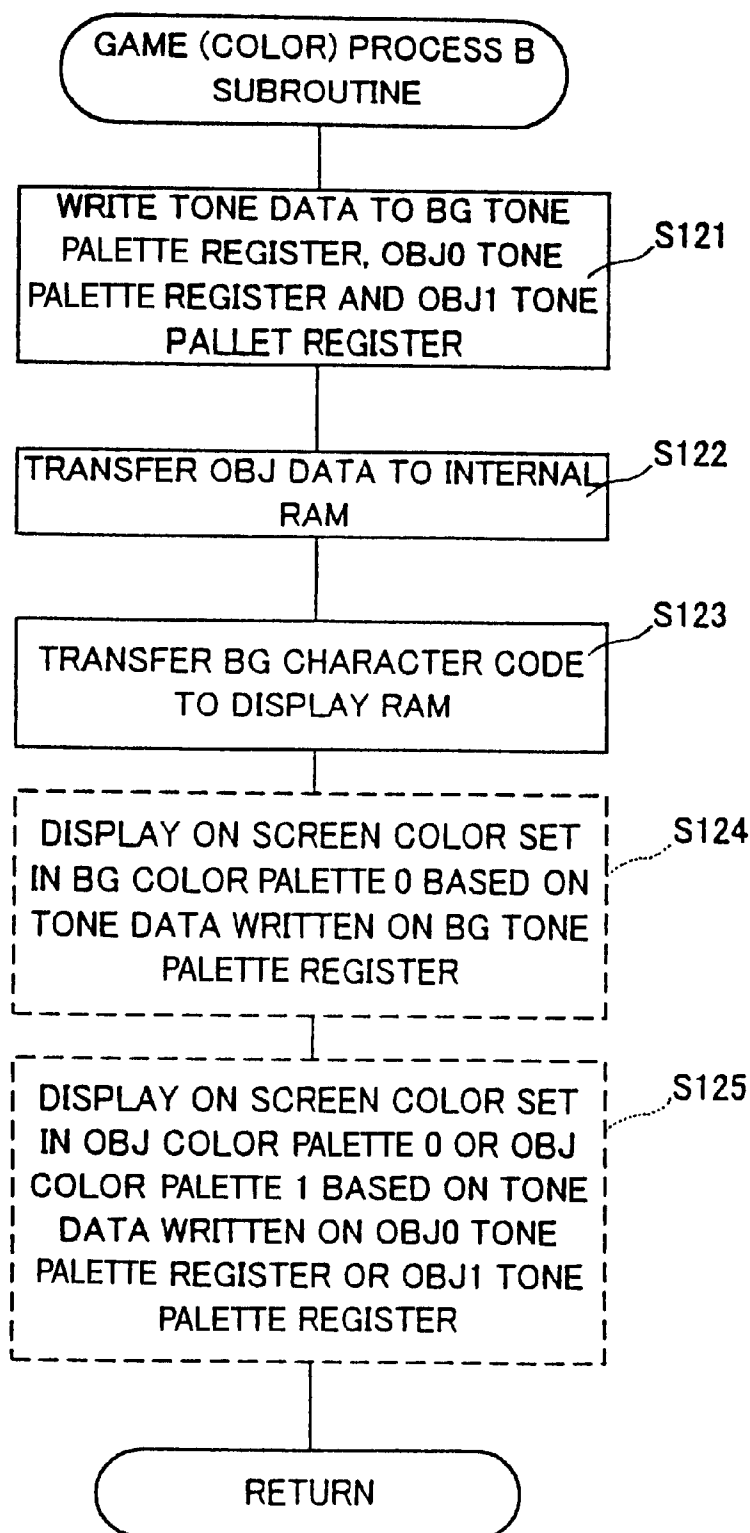 GAME (COLOR) PROCESS B
SUBROUTINE
WRITE TONE DATA TO BG TONE
PALETTE REGISTER, OBJ0 TONE
PALETTE REGISTER AND OBJ1 TONE
PALLET REGISTER
S121
TRANSFER OBJ DATA TO INTERNAL
RAM
S122
TRANSFER BG CHARACTER CODE
TO DISPLAY RAM
S123
DISPLAY ON SCREEN COLOR SET
IN BG COLOR PALETTE 0 BASED ON
TONE DATA WRITTEN ON BG TONE
PALETTE REGISTER
S124
DISPLAY ON SCREEN COLOR SET
IN OBJ COLOR PALETTE 0 OR OBJ
COLOR PALETTE 1 BASED ON TONE
DATA WRITTEN ON OBJ0 TONE
PALETTE REGISTER OR OBJ1 TONE
PALETTE REGISTER
S125
RETURN